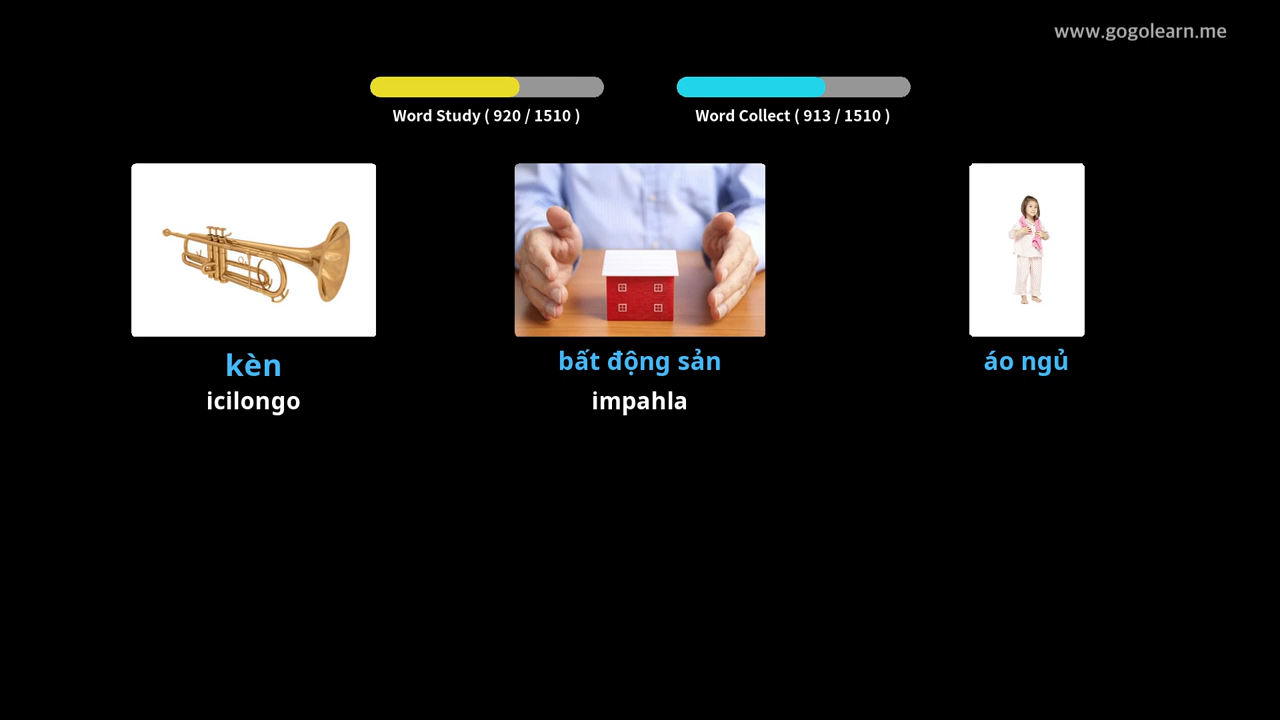 www.gogolearn.me
Word Study ( 920 / 1510 )
Word Collect ( 913 / 1510 )
kèn
icilongo
bất động sản
impahla
áo ngủ